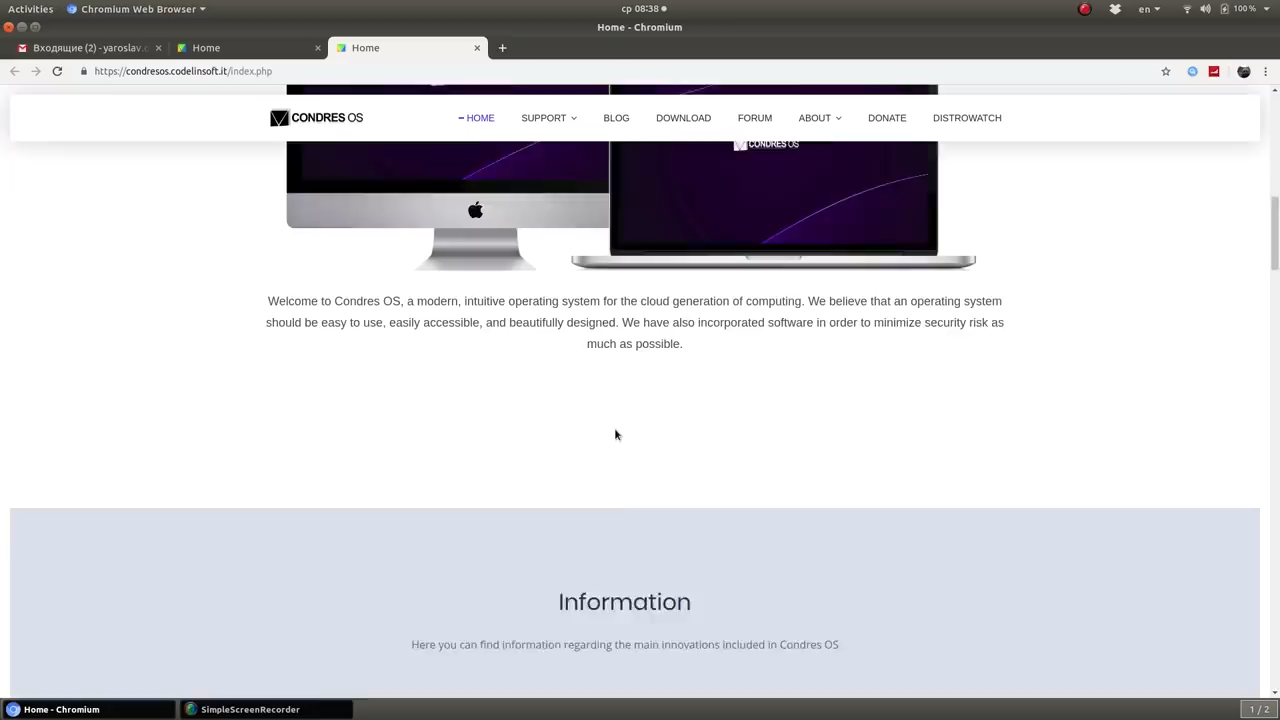 Activities Chromium Web Browser ср 08:38 en 100 %
Home - Chromium
Входящие (2) - yaroslav.c Home Home
https://condresos.codelinsoft.it/index.php
CONDRES OS HOME SUPPORT BLOG DOWNLOAD FORUM ABOUT DONATE DISTROWATCH
CONDRES OS
Welcome to Condres OS, a modern, intuitive operating system for the cloud generation of computing. We believe that an operating system
should be easy to use, easily accessible, and beautifully designed. We have also incorporated software in order to minimize security risk as
much as possible.
Information
Here you can find information regarding the main innovations included in Condres OS
Home - Chromium SimpleScreenRecorder 1 / 2